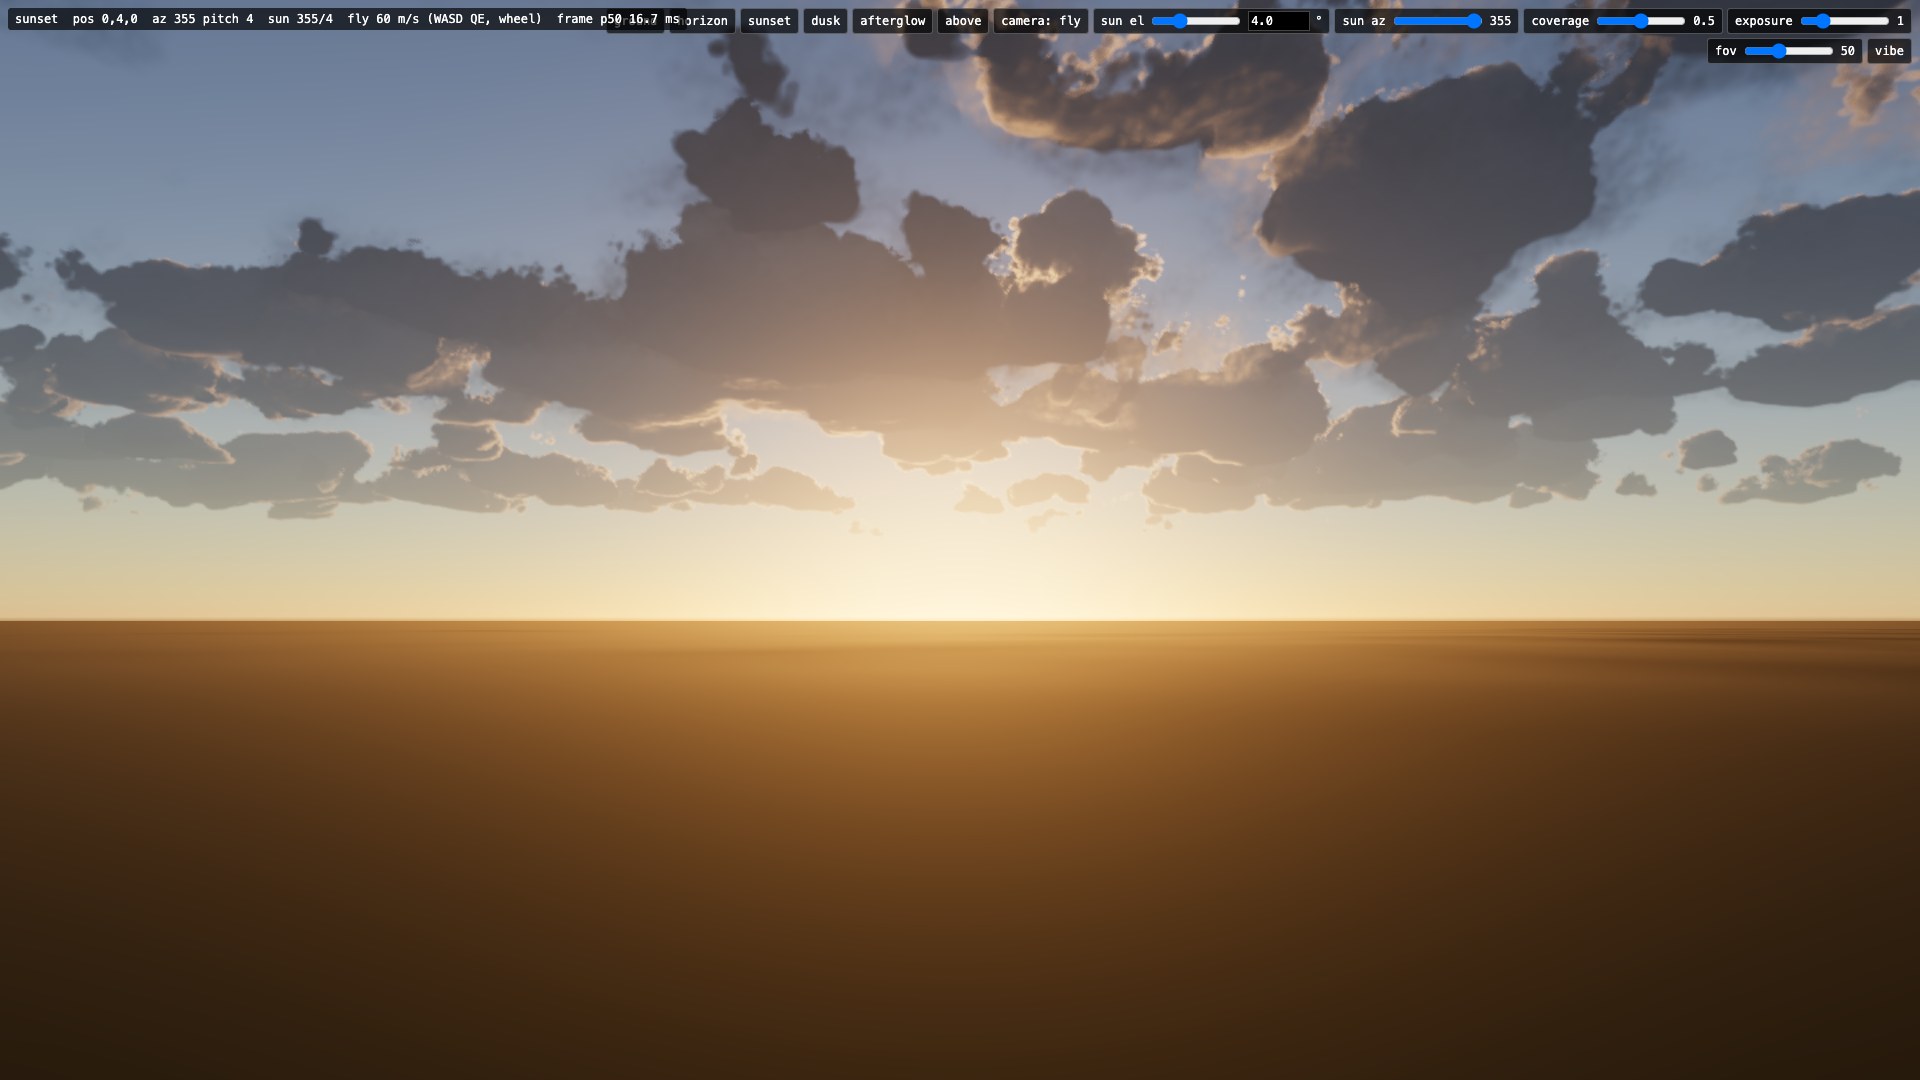 sunset pos 0,4,0 az 355 pitch 4 sun 355/4 fly 60 m/s (WASD QE, wheel) frame p50 16.7 ms horizon sunset dusk afterglow above camera: fly sun el 4.0 ° sun az 355 coverage 0.5 exposure 1
fov 50 vibe